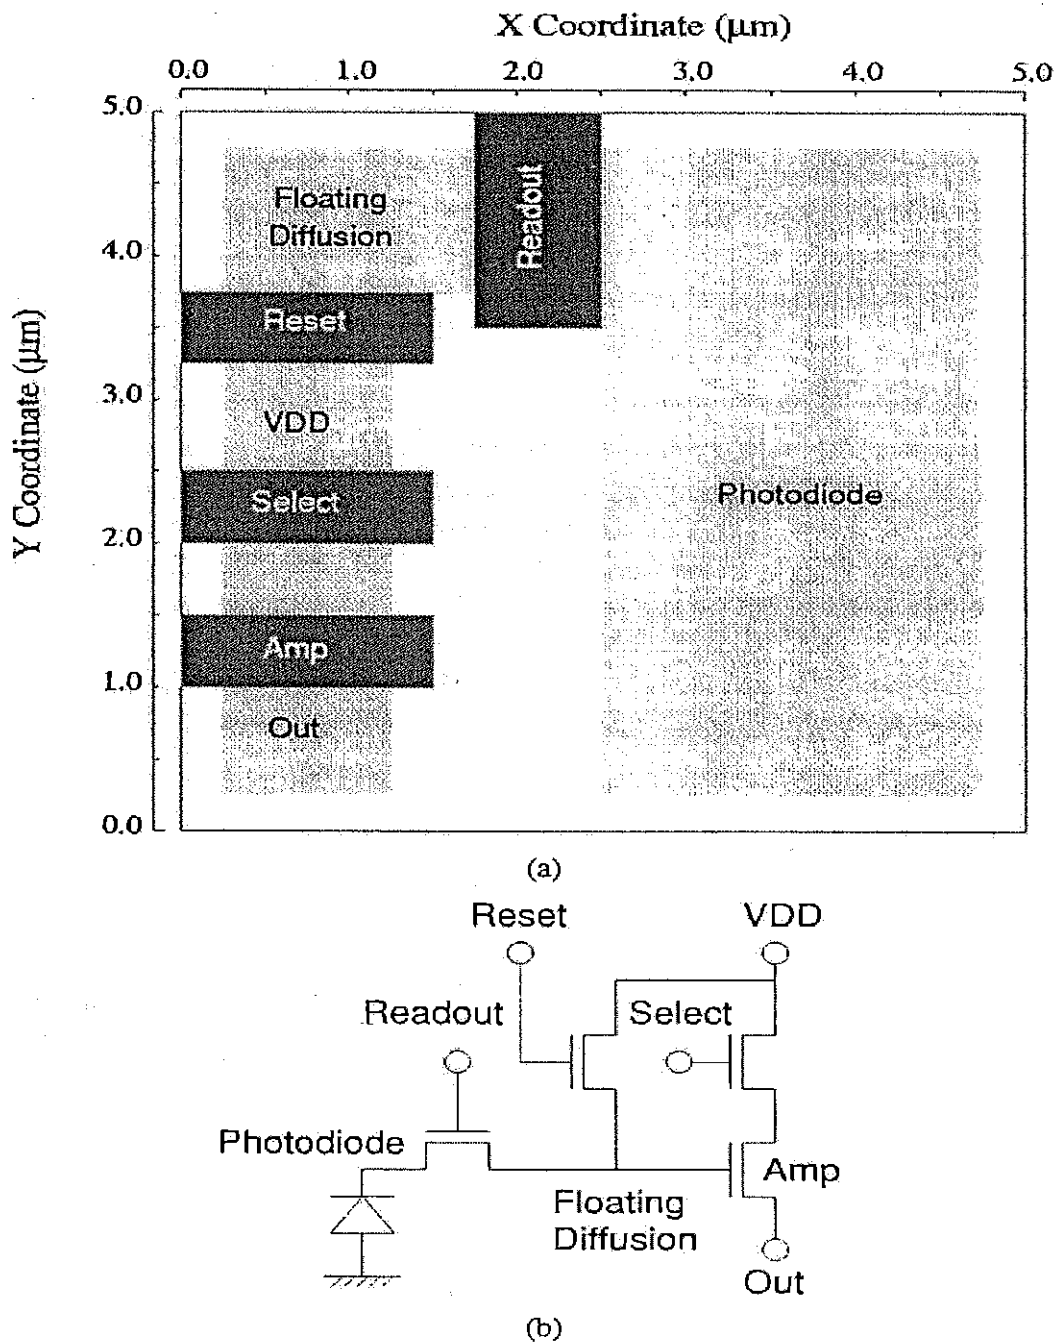 X Coordinate (μm)
0.0 1.0 2.0 3.0 4.0 5.0
Y Coordinate (μm)
5.0
4.0
3.0
2.0
1.0
0.0
Floating
Diffusion
Readout
Reset
VDD
Select
Photodiode
Amp
Out
(a)
Reset VDD
Readout Select
Photodiode
Amp
Floating
Diffusion
Out
(b)